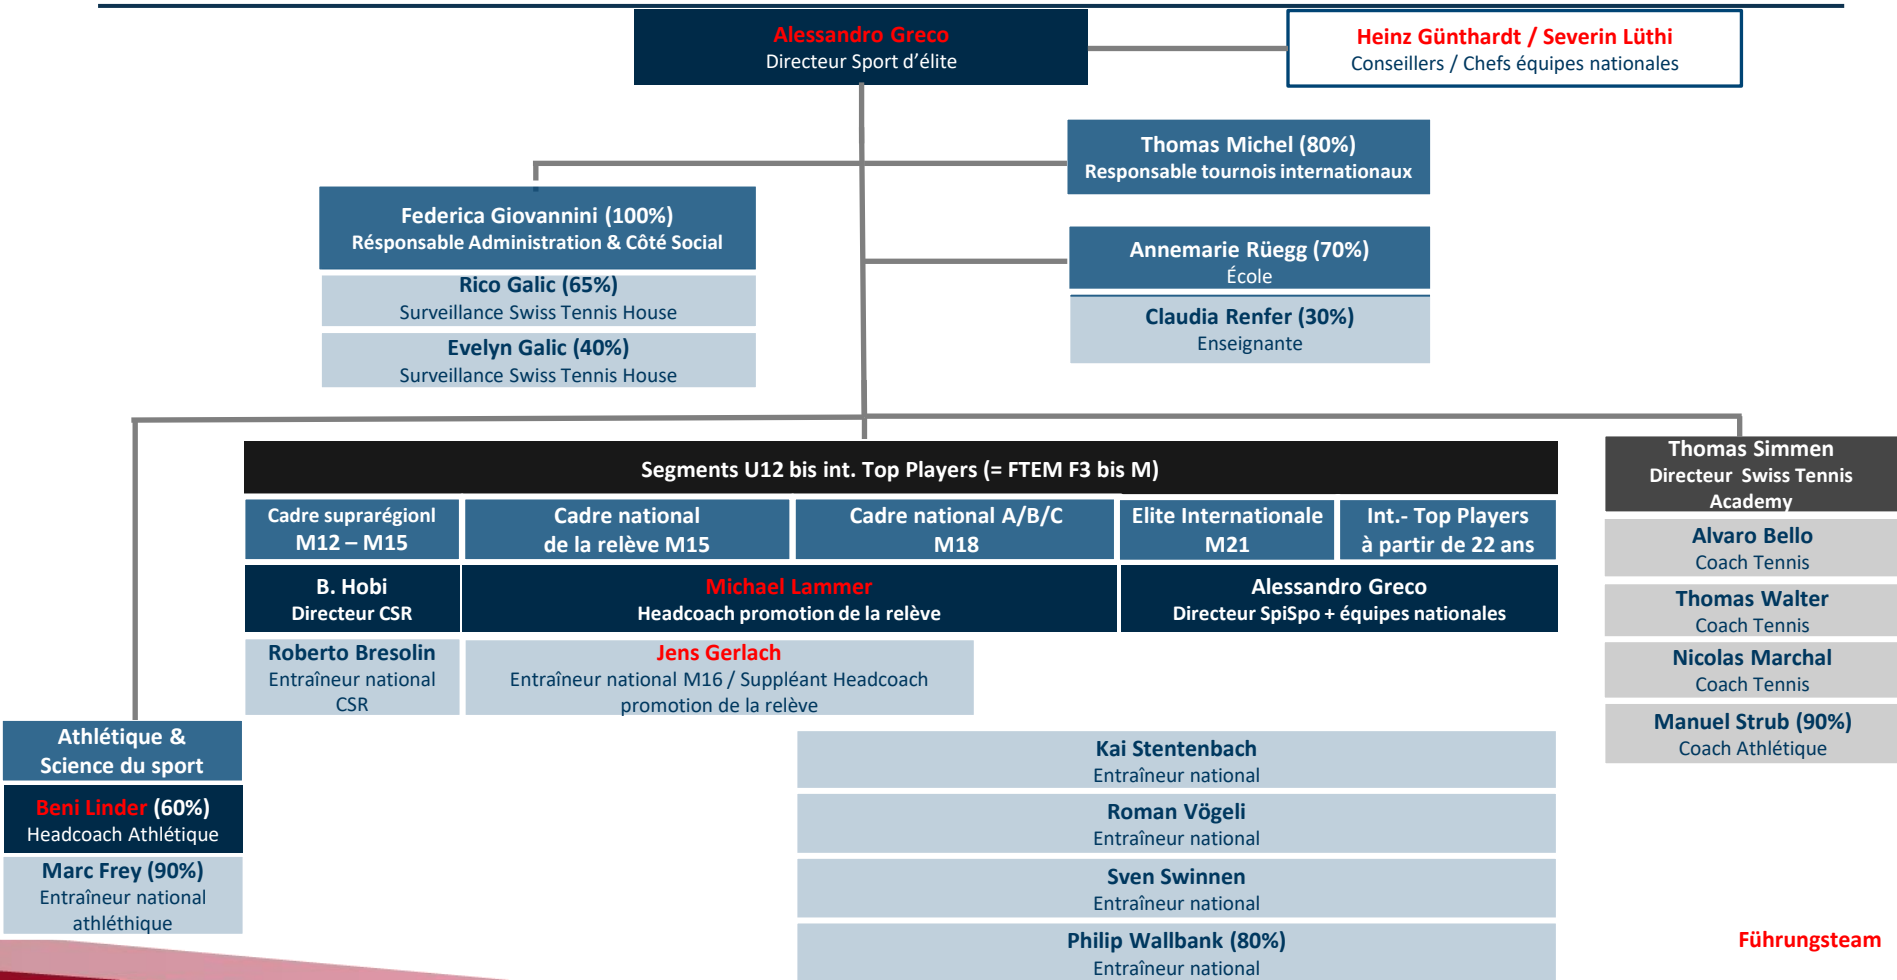 Alessandro Greco
Directeur Sport d’élite
Heinz Günthardt / Severin Lüthi
Conseillers / Chefs équipes nationales
Thomas Michel (80%)
Responsable tournois internationaux
Federica Giovannini (100%)
Résponsable Administration & Côté Social
Rico Galic (65%)
Surveillance Swiss Tennis House
Evelyn Galic (40%)
Surveillance Swiss Tennis House
Annemarie Rüegg (70%)
École
Claudia Renfer (30%)
Enseignante
Segments U12 bis int. Top Players (= FTEM F3 bis M)
Cadre suprarégionl
M12 – M15
Cadre national
de la relève M15
Cadre national A/B/C
M18
Elite Internationale
M21
Int.- Top Players
à partir de 22 ans
B. Hobi
Directeur CSR
Michael Lammer
Headcoach promotion de la relève
Alessandro Greco
Directeur SpiSpo + équipes nationales
Roberto Bresolin
Entraîneur national
CSR
Jens Gerlach
Entraîneur national M16 / Suppléant Headcoach
promotion de la relève
Kai Stentenbach
Entraîneur national
Roman Vögeli
Entraîneur national
Sven Swinnen
Entraîneur national
Philip Wallbank (80%)
Entraîneur national
Thomas Simmen
Directeur Swiss Tennis
Academy
Alvaro Bello
Coach Tennis
Thomas Walter
Coach Tennis
Nicolas Marchal
Coach Tennis
Manuel Strub (90%)
Coach Athlétique
Athlétique &
Science du sport
Beni Linder (60%)
Headcoach Athlétique
Marc Frey (90%)
Entraîneur national
athléthique
Führungsteam